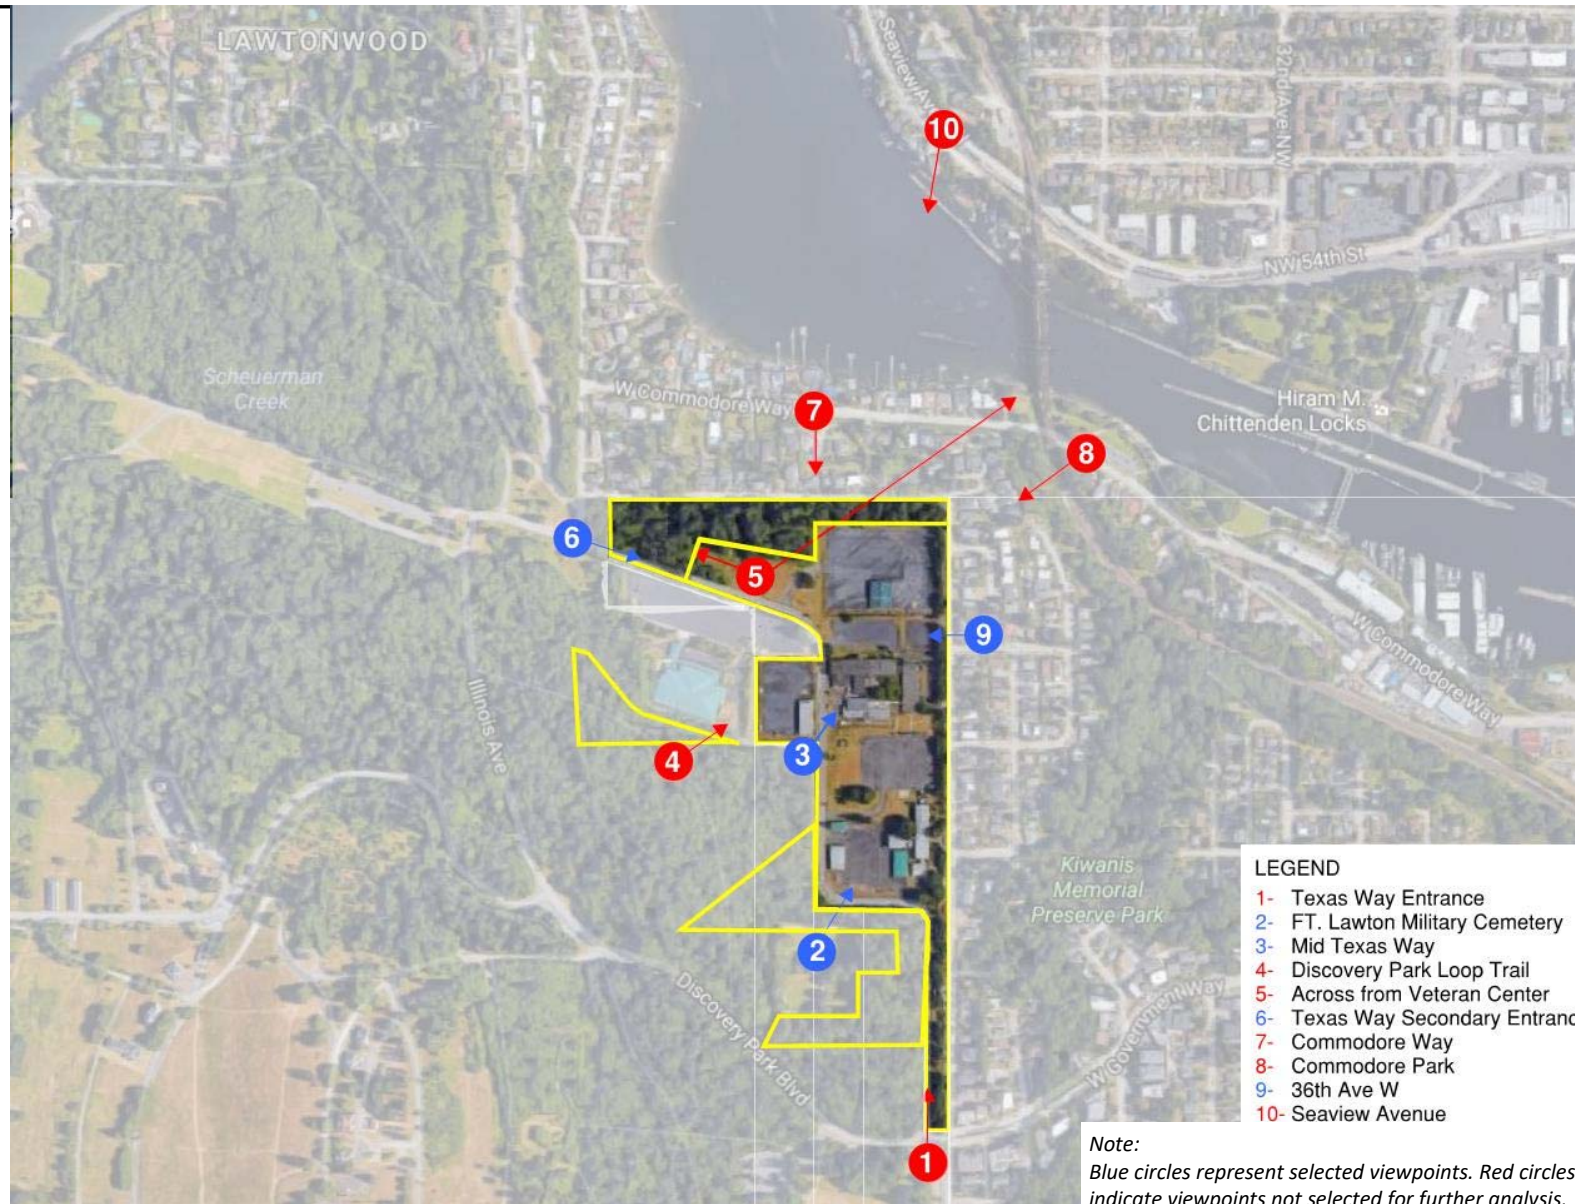 LAWTONWOOD
Seaview Av
32nd Ave NW
10
NW 54th St
Scheuerman
Creek
W Commodore Way
7
Hiram M.
Chittenden Locks
8
6
5
9
W Commodore Way
Illinois Ave
4
3
Kiwanis
Memorial
Preserve Park
2
Discovery Park Blvd
W Government Way
1
LEGEND
1- Texas Way Entrance
2- FT. Lawton Military Cemetery
3- Mid Texas Way
4- Discovery Park Loop Trail
5- Across from Veteran Center
6- Texas Way Secondary Entranc
7- Commodore Way
8- Commodore Park
9- 36th Ave W
10- Seaview Avenue
Note:
Blue circles represent selected viewpoints. Red circles
indicate viewpoints not selected for further analysis.